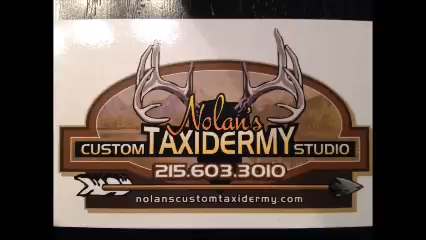 Nolan's
CUSTOM TAXIDERMY STUDIO
215.603.3010
nolanscustomtaxidermy.com